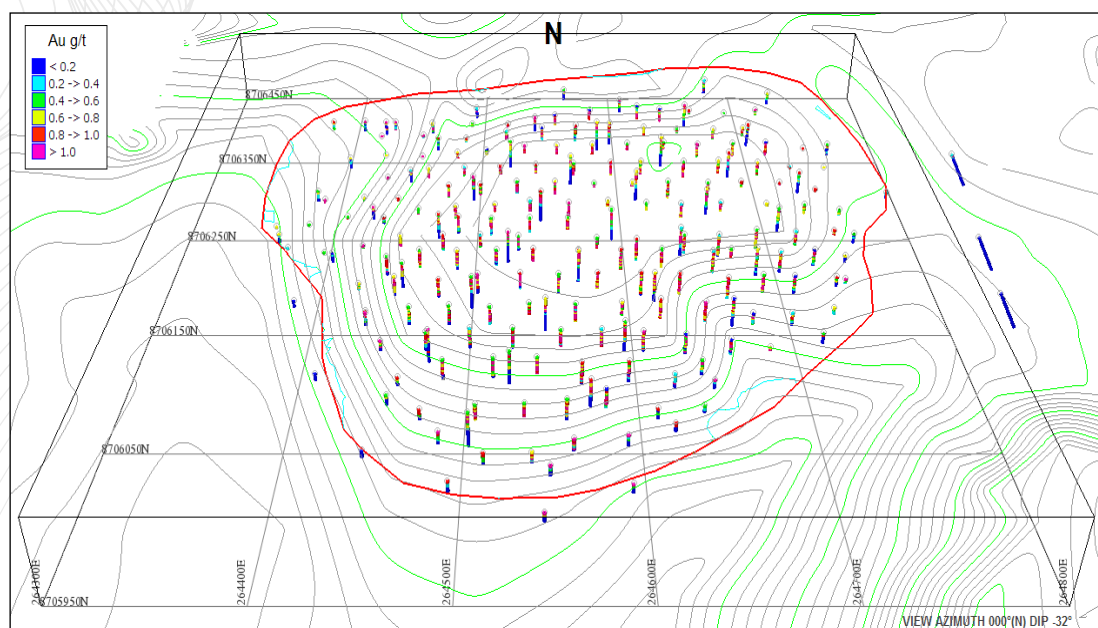 N
Au g/t
< 0.2
0.2 -> 0.4
0.4 -> 0.6
0.6 -> 0.8
0.8 -> 1.0
> 1.0
8706450N
8706350N
8706250N
8706150N
8706050N
8705950N
264300E
264400E
264500E
264600E
264700E
264800E
VIEW AZIMUTH 000°(N) DIP -32°